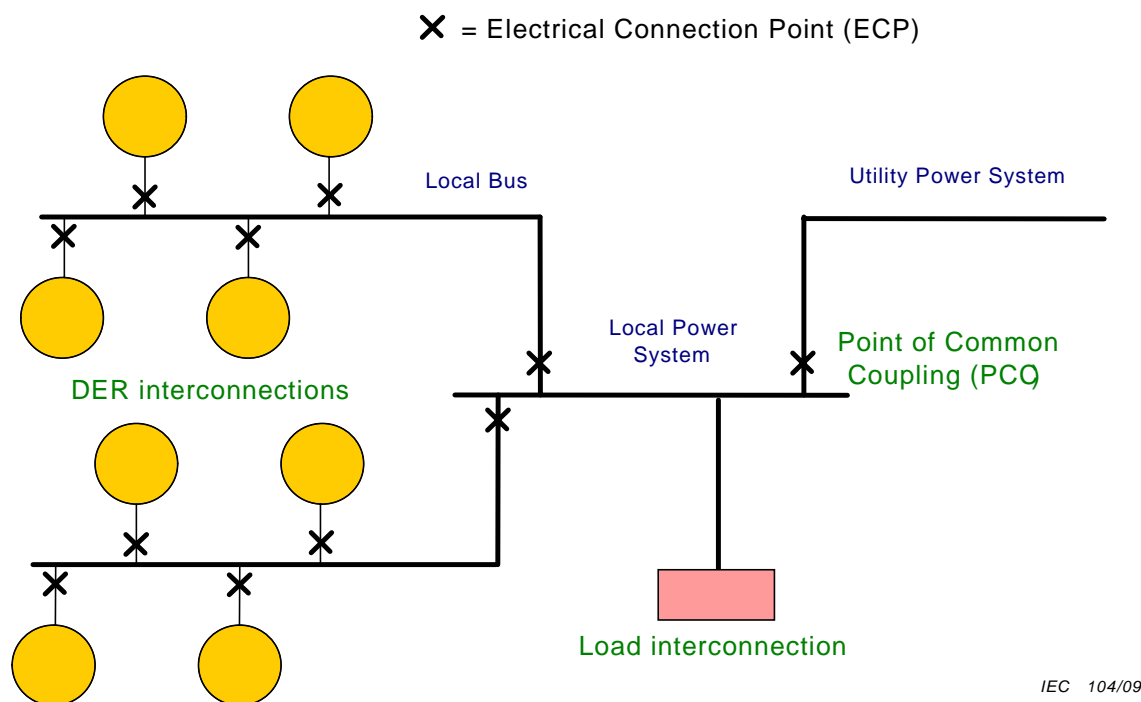 = Electrical Connection Point (ECP)
Local Bus
Utility Power System
Local Power
System
Point of Common
Coupling (PCC)
DER interconnections
Load interconnection
IEC 104/09